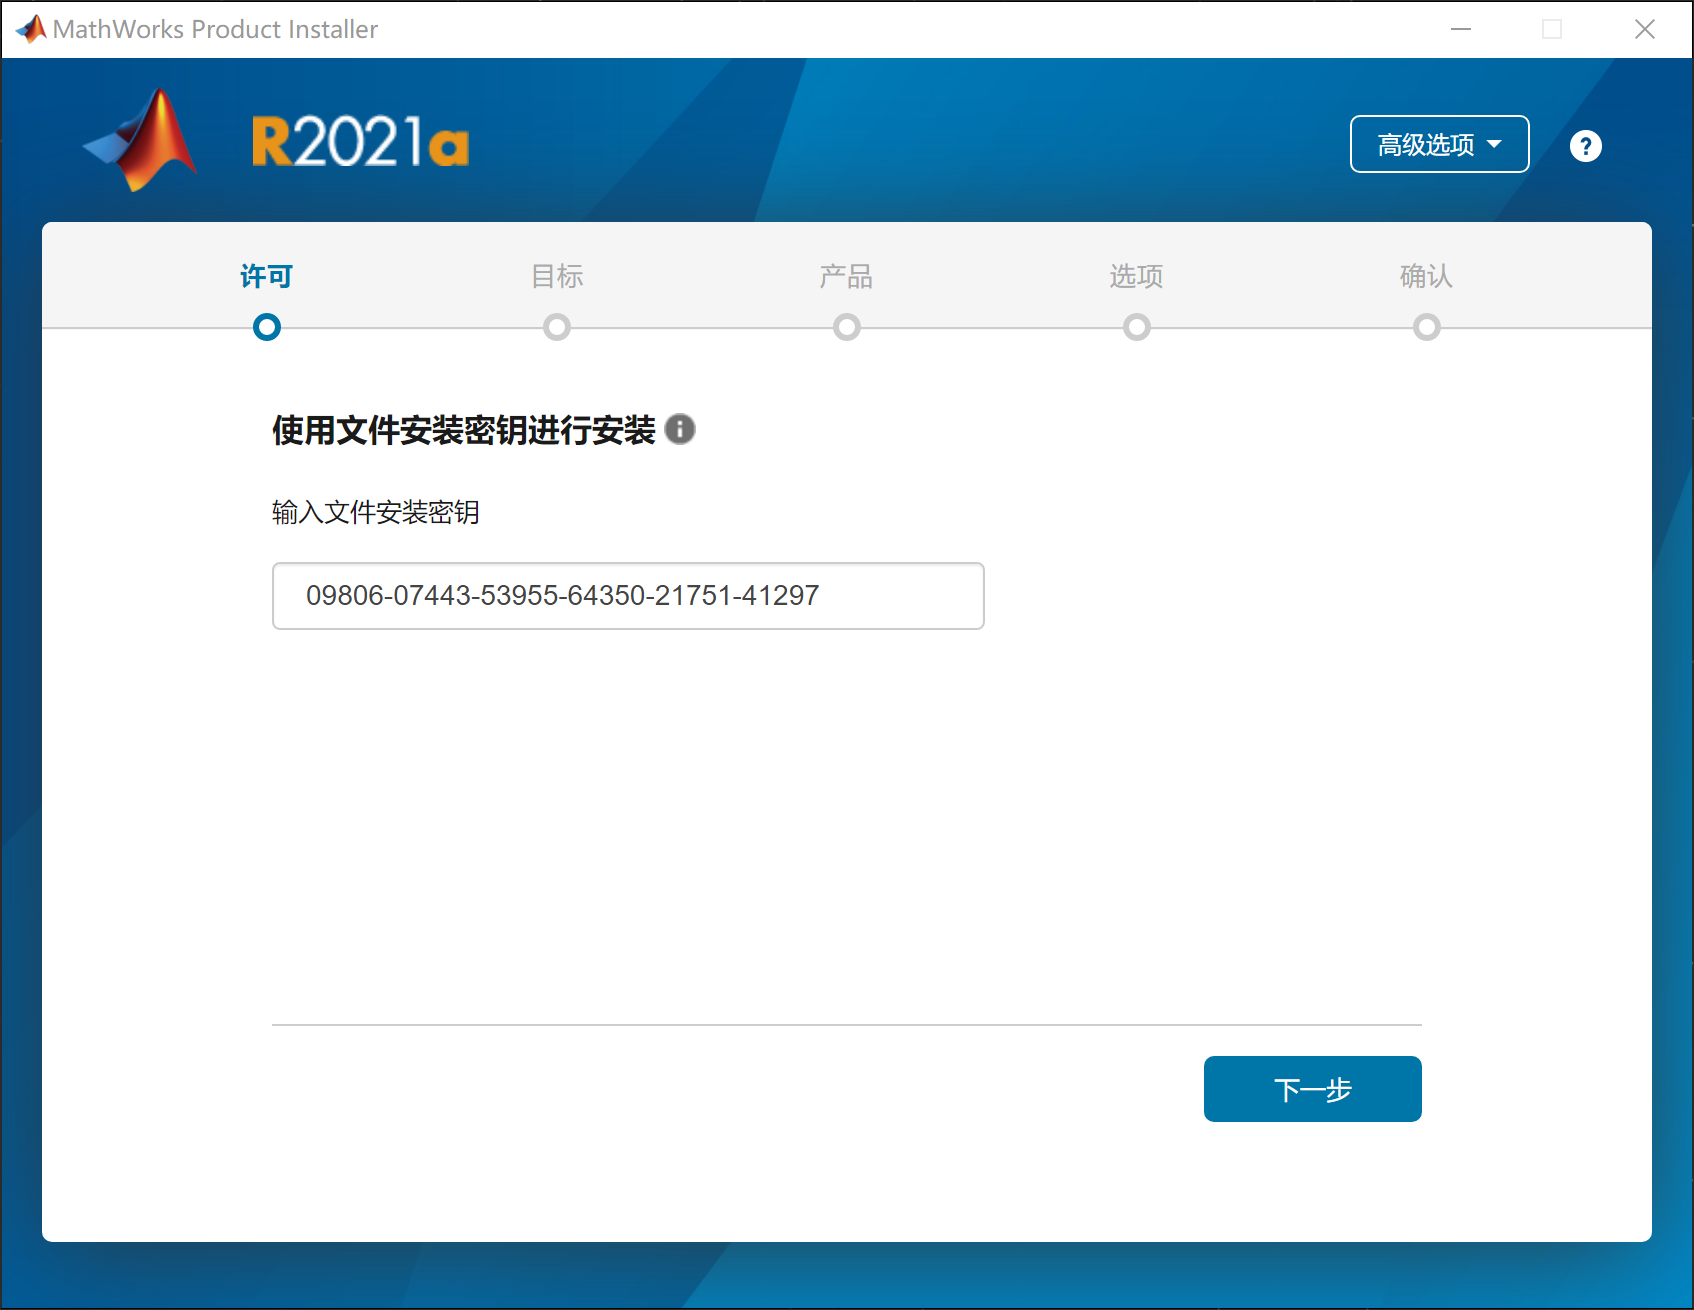 MathWorks Product Installer
R2021a
高级选项
?
许可
目标
产品
选项
确认
使用文件安装密钥进行安装
输入文件安装密钥
09806-07443-53955-64350-21751-41297
下一步